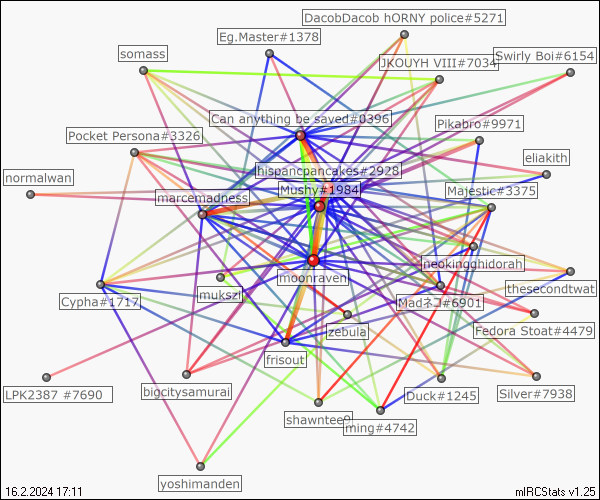 DacobDacob hORNY police#5271
Eg.Master#1378
somass
JKOUYH VIII#7034
Swirly Boi#6154
Can anything be saved#0396
Pikabro#9971
Pocket Persona#3326
eliakith
hispancpancakes#2928
normalwan
Mushy#1984
Majestic#3375
marcemadness
neokingghidorah
moonraven
thesecondtwat
mukszi
Cypha#1717
Madネコ#6901
zebula
Fedora Stoat#4479
frisout
LPK2387 #7690
bigcitysamurai
Duck#1245
Silver#7938
shawntee0
ming#4742
yoshimanden
16.2.2024 17:11
mIRCStats v1.25